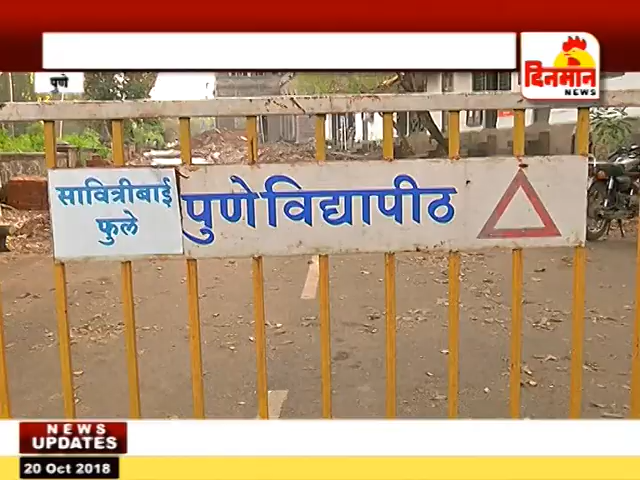 दिनमान
NEWS
पुणे
सावित्रीबाई
फुले
पुणे विद्यापीठ
NEWS
UPDATES
20 Oct 2018